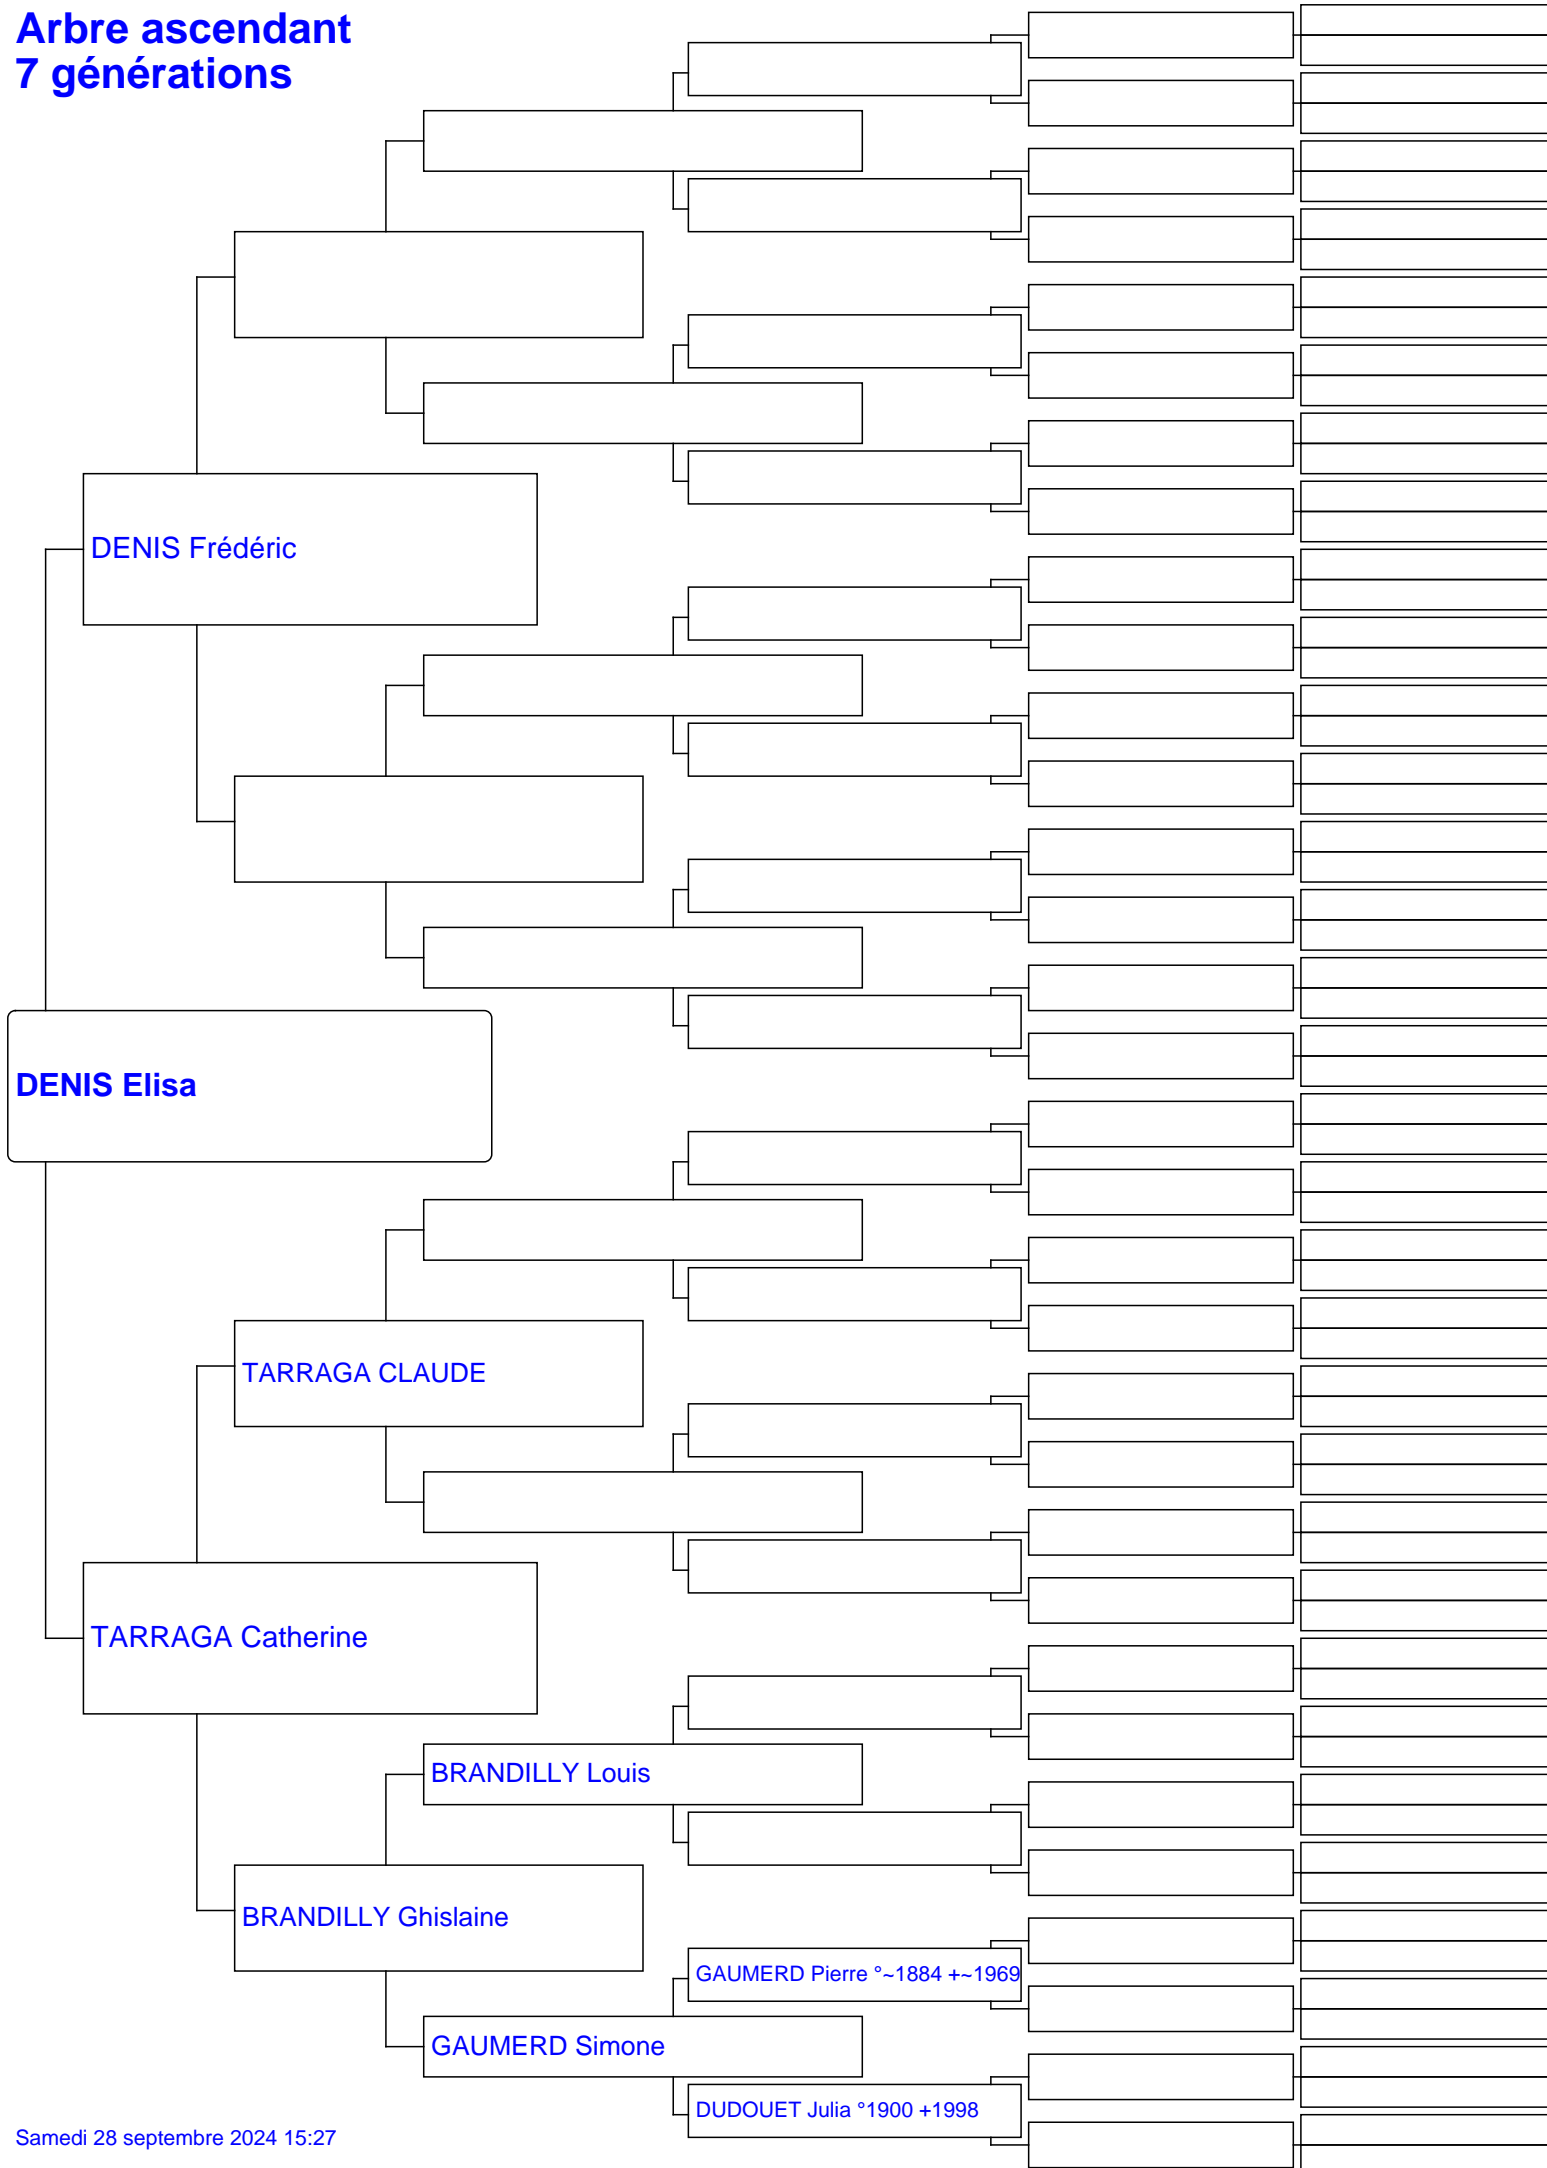 Arbre ascendant
7 générations
DENIS Frédéric
DENIS Elisa
TARRAGA CLAUDE
TARRAGA Catherine
BRANDILLY Louis
BRANDILLY Ghislaine
GAUMERD Pierre °~1884 +~1969
GAUMERD Simone
DUDOUET Julia °1900 +1998
Samedi 28 septembre 2024 15:27